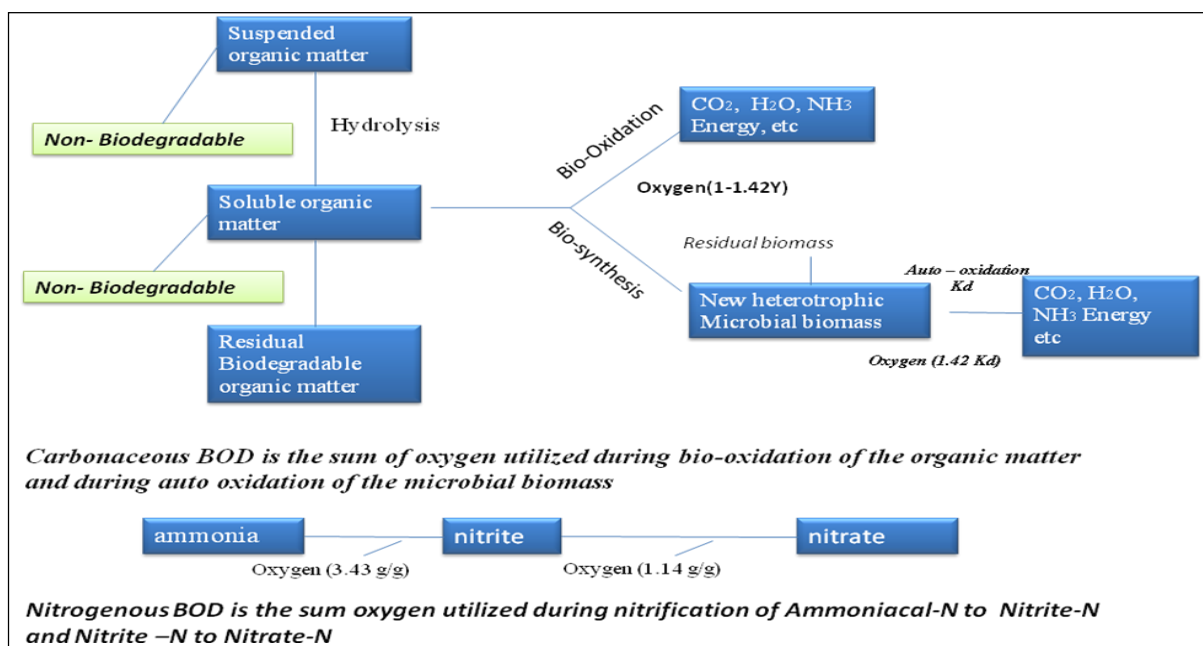 Suspended
organic matter
Non- Biodegradable
Hydrolysis
Soluble organic
matter
Non- Biodegradable
Residual
Biodegradable
organic matter
Bio-Oxidation
CO₂, H₂O, NH₃
Energy, etc
Oxygen(1-1.42Y)
Bio-synthesis
Residual biomass
New heterotrophic
Microbial biomass
Auto – oxidation
Kd
Oxygen (1.42 Kd)
CO₂, H₂O,
NH₃ Energy
etc
Carbonaceous BOD is the sum of oxygen utilized during bio-oxidation of the organic matter
and during auto oxidation of the microbial biomass
ammonia
Oxygen (3.43 g/g)
nitrite
Oxygen (1.14 g/g)
nitrate
Nitrogenous BOD is the sum oxygen utilized during nitrification of Ammoniacal-N to Nitrite-N
and Nitrite –N to Nitrate-N